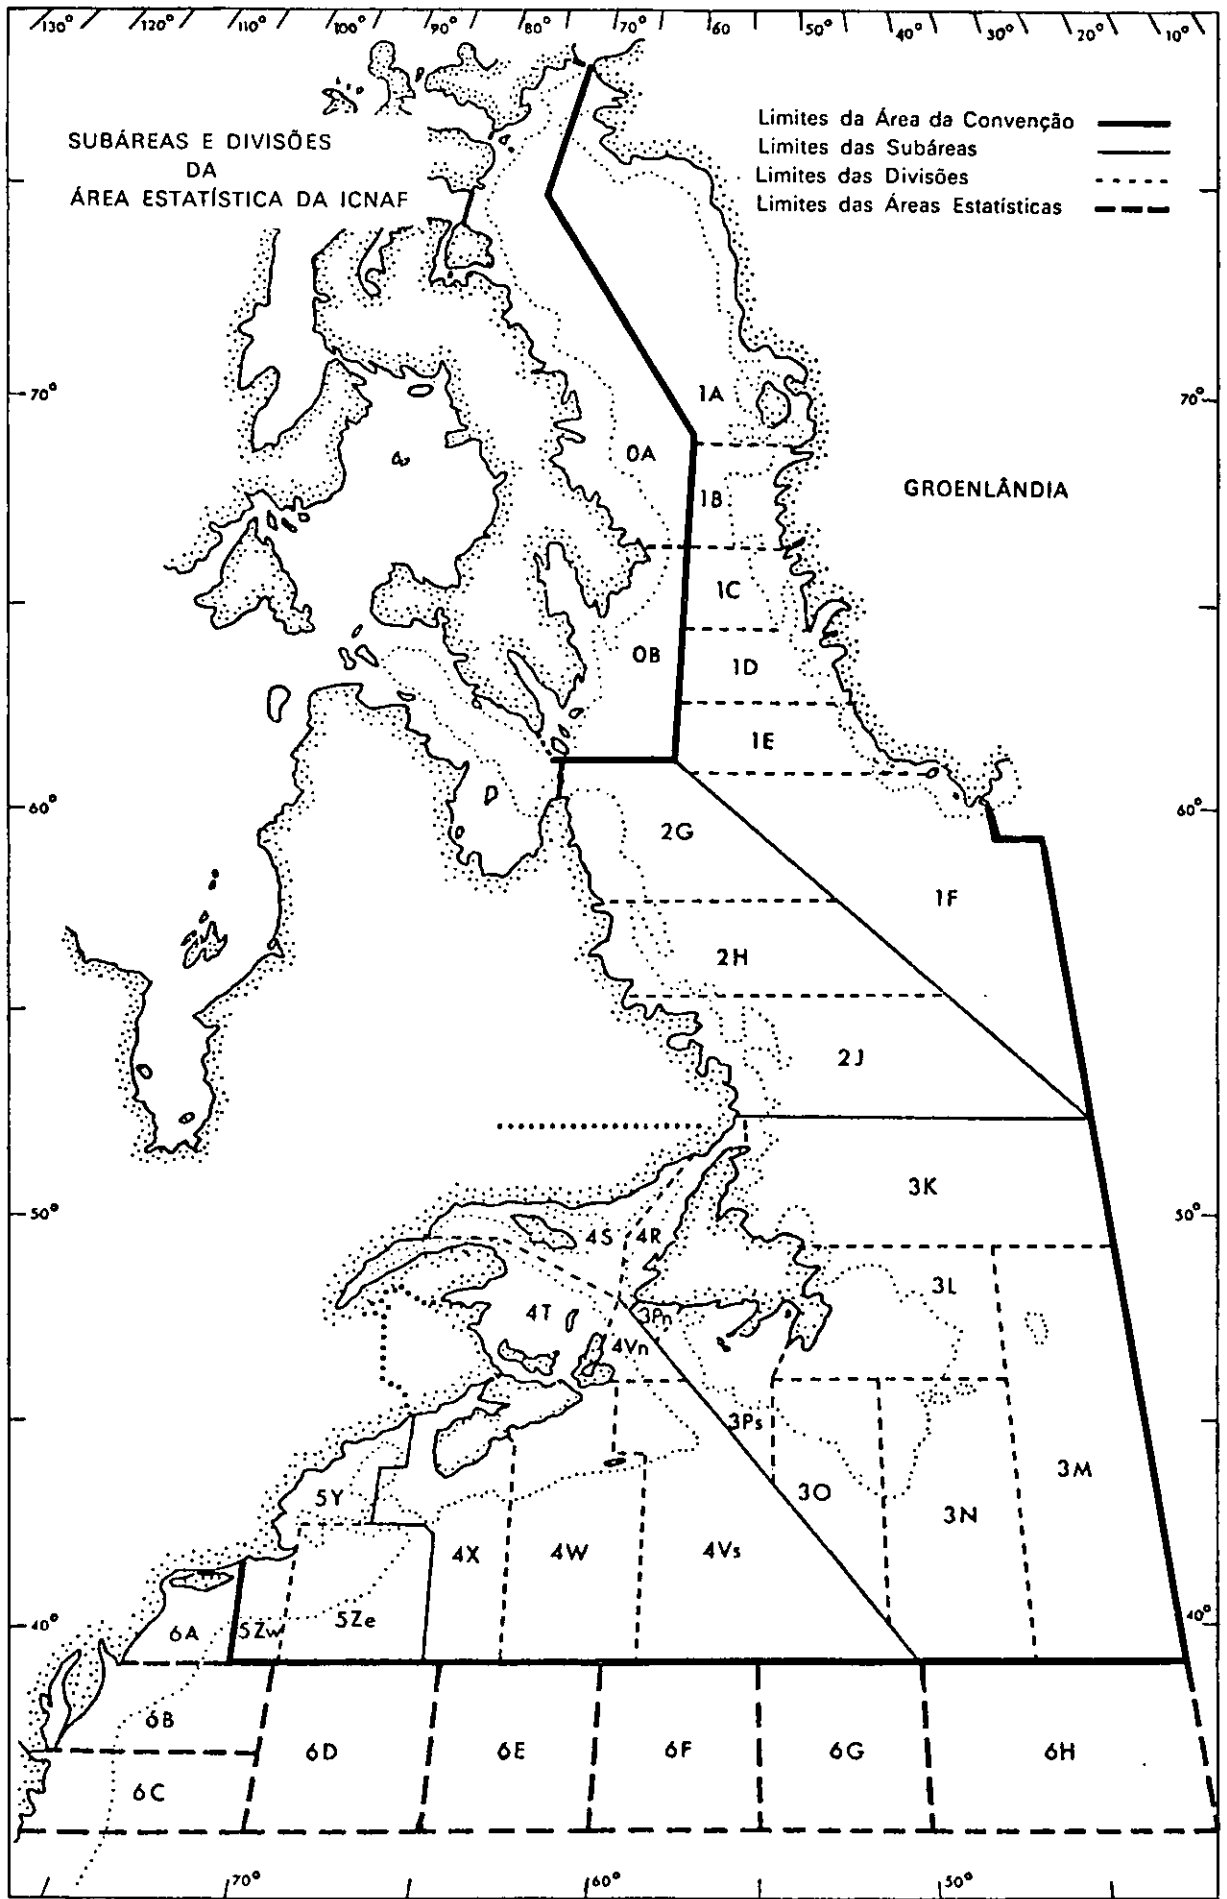 130° 120° 110° 100° 90° 80° 70° 60 50° 40° 30° 20° 10°
SUBÁREAS E DIVISÕES
DA
ÁREA ESTATÍSTICA DA ICNAF
Limites da Área da Convenção
Limites das Subáreas
Limites das Divisões
Limites das Áreas Estatísticas
70° 70°
1A
0A
1B
GROENLÂNDIA
1C
0B
1D
1E
60° 60°
2G
1F
2H
2J
3K
50° 50°
4S 4R
3L
4T
3Pn
4Vn
3Ps
3M
5Y
3O
3N
4X 4W 4Vs
40° 40°
6A 5Zw 5Ze
6B
6D 6E 6F 6G 6H
6C
70° 60° 50°